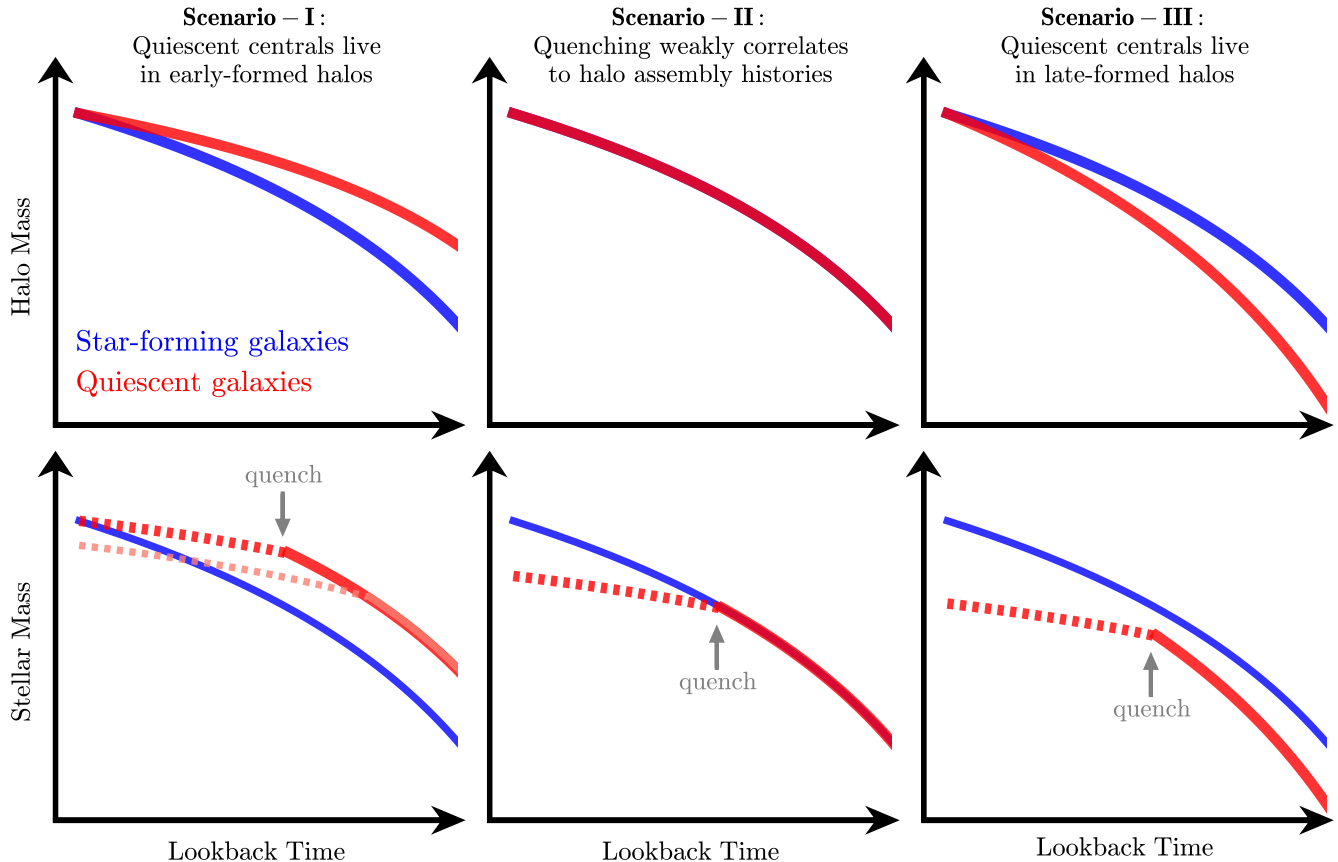 Scenario – I:
Quiescent centrals live
in early-formed halos
Scenario – II:
Quenching weakly correlates
to halo assembly histories
Scenario – III:
Quiescent centrals live
in late-formed halos
Halo Mass
Star-forming galaxies
Quiescent galaxies
Stellar Mass
quench
quench
quench
Lookback Time
Lookback Time
Lookback Time